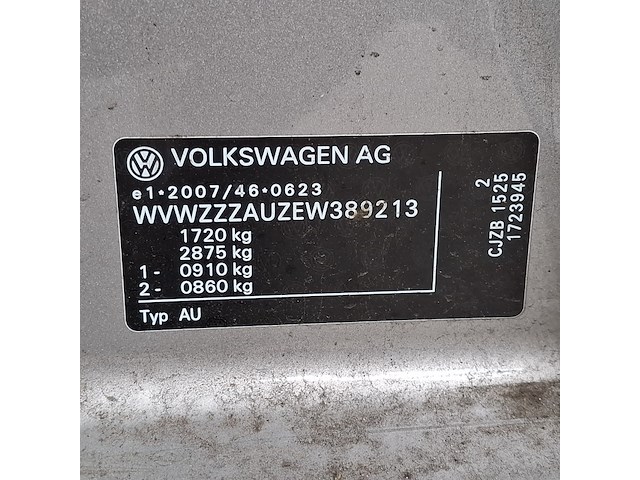 VOLKSWAGEN AG
e1*2007/46*0623
WVWZZZAUZEW389213
1720 kg
2875 kg
1- 0910 kg
2- 0860 kg
Typ AU
2
CJZB 1525
1723945